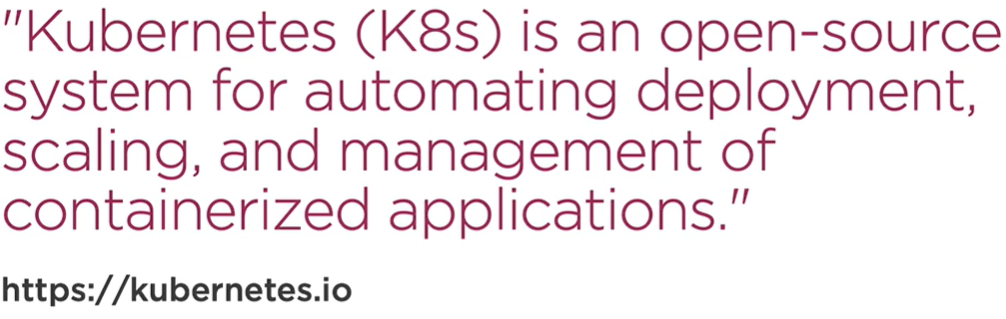 "Kubernetes (K8s) is an open-source
system for automating deployment,
scaling, and management of
containerized applications."
https://kubernetes.io